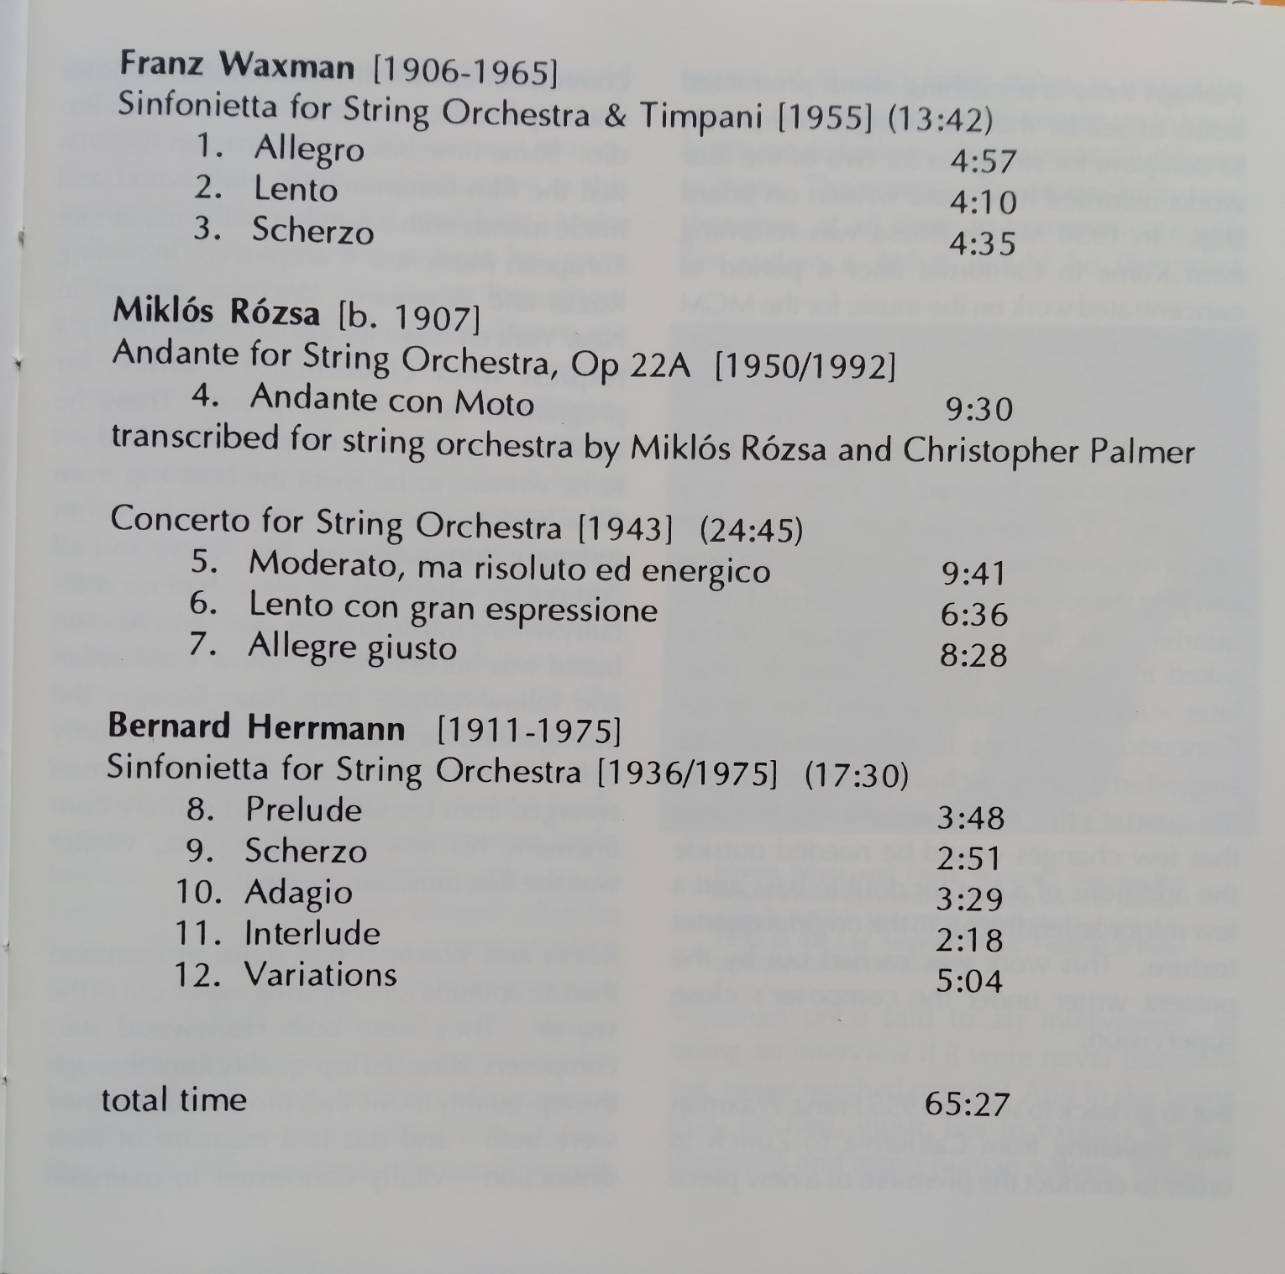 Franz Waxman [1906-1965]
Sinfonietta for String Orchestra & Timpani [1955] (13:42)
1. Allegro 4:57
2. Lento 4:10
3. Scherzo 4:35
Miklós Rózsa [b. 1907]
Andante for String Orchestra, Op 22A [1950/1992]
4. Andante con Moto 9:30
transcribed for string orchestra by Miklós Rózsa and Christopher Palmer
Concerto for String Orchestra [1943] (24:45)
5. Moderato, ma risoluto ed energico 9:41
6. Lento con gran espressione 6:36
7. Allegre giusto 8:28
Bernard Herrmann [1911-1975]
Sinfonietta for String Orchestra [1936/1975] (17:30)
8. Prelude 3:48
9. Scherzo 2:51
10. Adagio 3:29
11. Interlude 2:18
12. Variations 5:04
total time 65:27